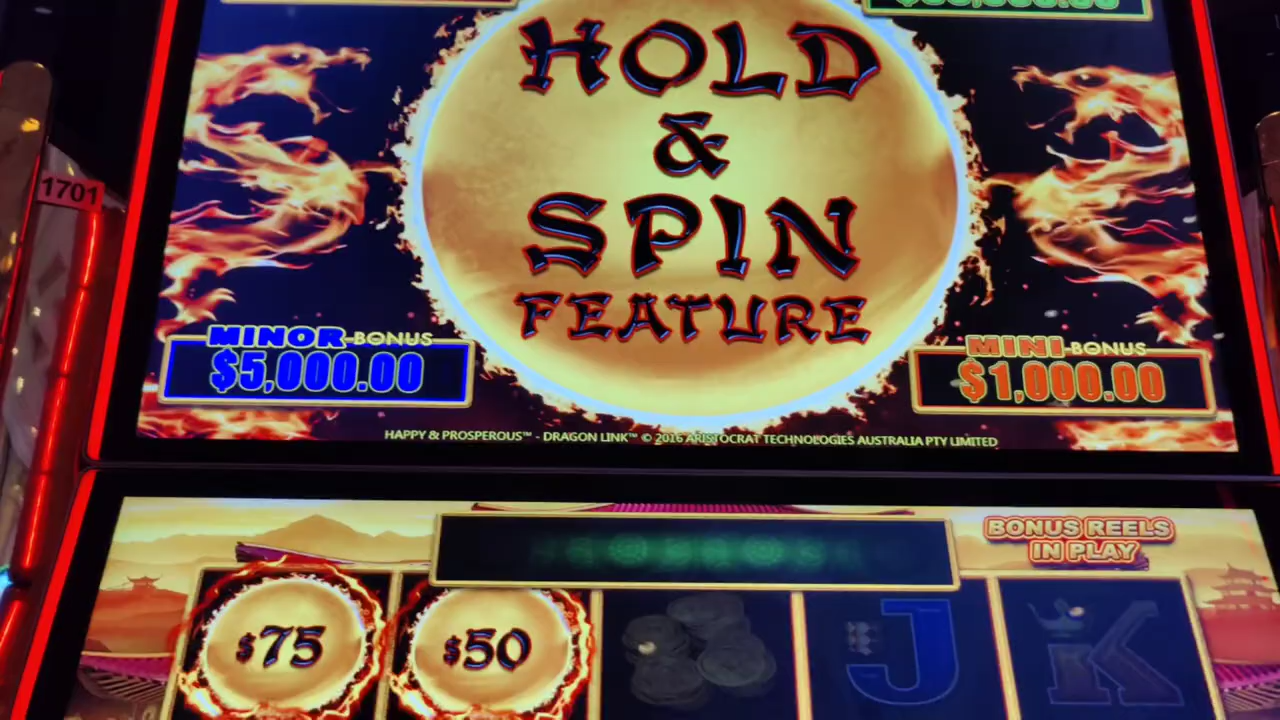 HOLD
&
SPIN
FEATURE
1701
MINOR BONUS
$5,000.00
MINI BONUS
$1,000.00
HAPPY & PROSPEROUS™ - DRAGON LINK™ © 2016 ARISTOCRAT TECHNOLOGIES AUSTRALIA PTY LIMITED
BONUS REELS
IN PLAY
$75
$50
J
K